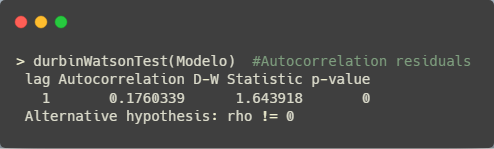 > durbinWatsonTest(Modelo)  #Autocorrelation residuals
 lag Autocorrelation D-W Statistic p-value
   1       0.1760339      1.643918       0
 Alternative hypothesis: rho != 0